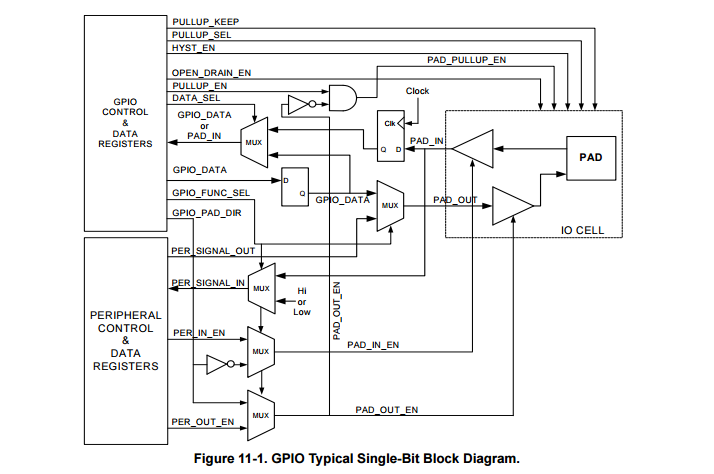 PULLUP_KEEP
PULLUP_SEL
HYST_EN
PAD_PULLUP_EN
OPEN_DRAIN_EN
PULLUP_EN
DATA_SEL
Clock
GPIO
CONTROL
&
DATA
REGISTERS
GPIO_DATA
or
PAD_IN
MUX
Clk
Q D
PAD_IN
PAD
GPIO_DATA
D
Q
GPIO_DATA
GPIO_FUNC_SEL
MUX
PAD_OUT
GPIO_PAD_DIR
IO CELL
PER_SIGNAL_OUT
PER_SIGNAL_IN
MUX
Hi
or
Low
PAD_OUT_EN
PERIPHERAL
CONTROL
&
DATA
REGISTERS
PER_IN_EN
MUX
PAD_IN_EN
MUX
PAD_OUT_EN
PER_OUT_EN
Figure 11-1. GPIO Typical Single-Bit Block Diagram.